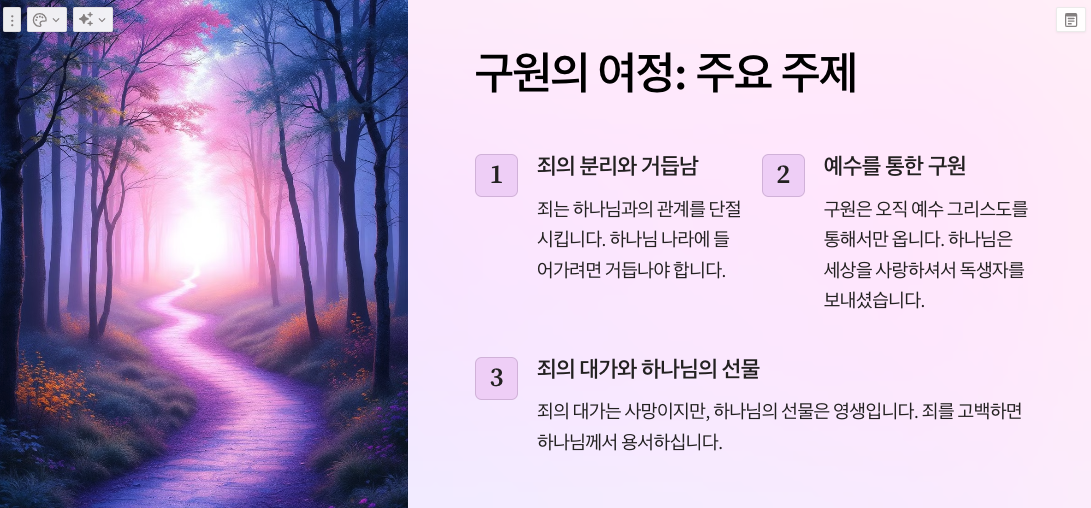 구원의 여정: 주요 주제
1
죄의 분리와 거듭남
죄는 하나님과의 관계를 단절
시킵니다. 하나님 나라에 들
어가려면 거듭나야 합니다.
2
예수를 통한 구원
구원은 오직 예수 그리스도를
통해서만 옵니다. 하나님은
세상을 사랑하셔서 독생자를
보내셨습니다.
3
죄의 대가와 하나님의 선물
죄의 대가는 사망이지만, 하나님의 선물은 영생입니다. 죄를 고백하면
하나님께서 용서하십니다.